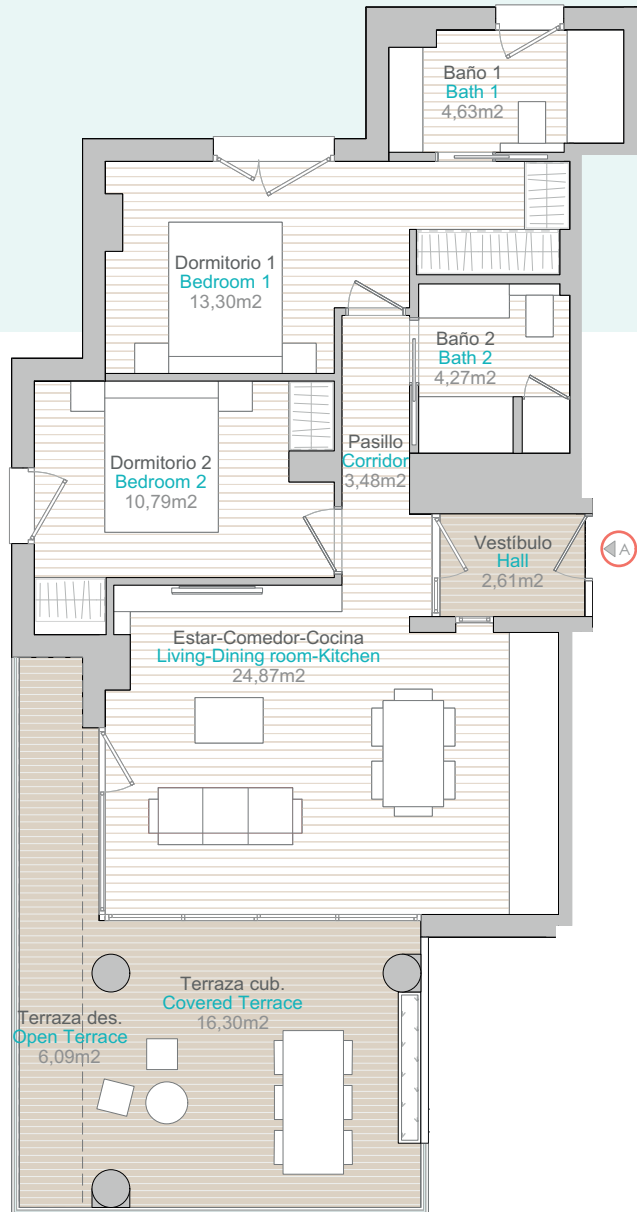 Baño 1
Bath 1
4,63m2
Dormitorio 1
Bedroom 1
13,30m2
Baño 2
Bath 2
4,27m2
Pasillo
Corridor
3,48m2
Dormitorio 2
Bedroom 2
10,79m2
Vestíbulo
Hall
2,61m2
A
Estar-Comedor-Cocina
Living-Dining room-Kitchen
24,87m2
Terraza cub.
Covered Terrace
16,30m2
Terraza des.
Open Terrace
6,09m2